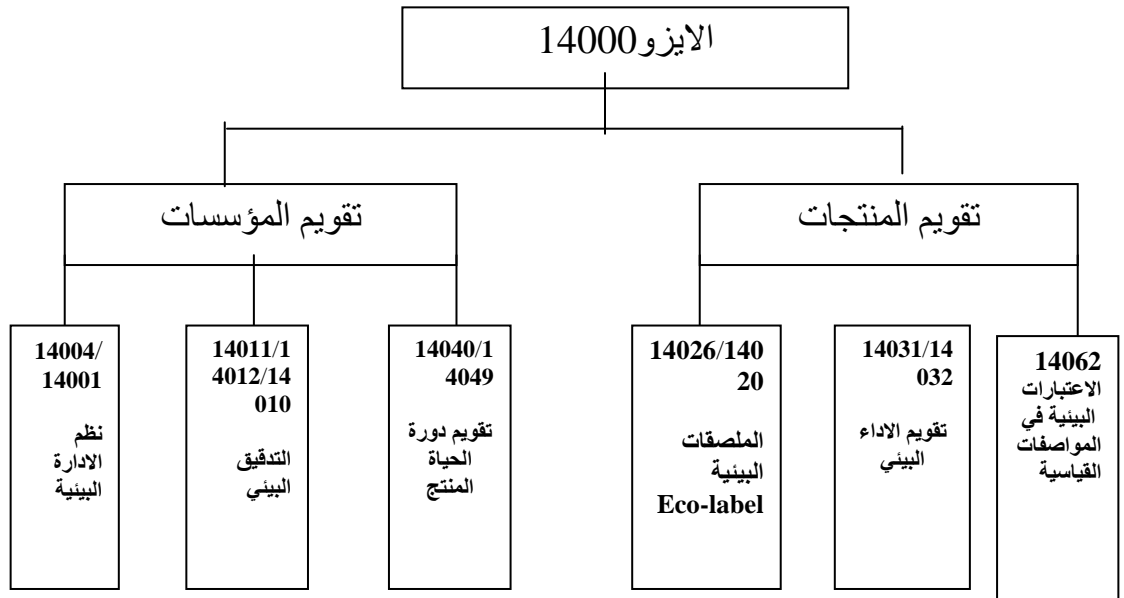 الايزو14000
تقويم المنتجات
تقويم المؤسسات
14062
الاعتبارات
البيئية في
المواصفات
القياسية
14031/14
032
تقويم الاداء
البيئي
14026/140
20
الملصقات
البيئية
Eco-label
14040/1
4049
تقويم دورة
الحياة
المنتج
14011/1
4012/14
010
التدقيق
البيئي
14004/
14001
نظم
الادارة
البيئية